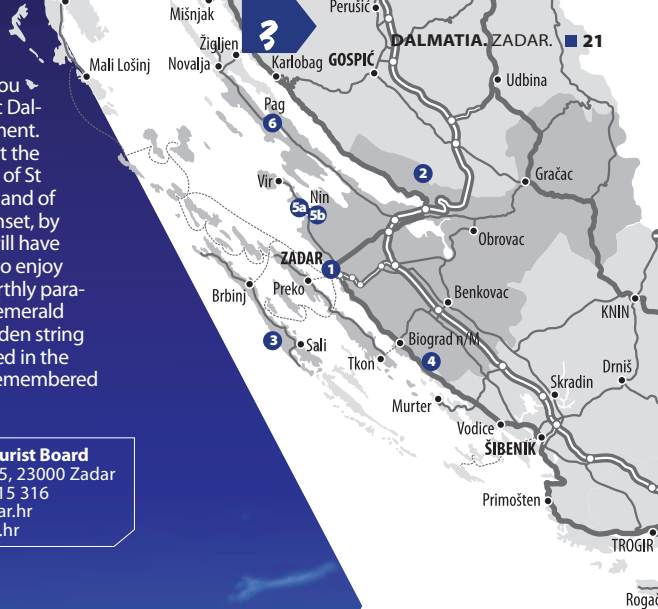 3
DALMATIA. ZADAR. 21
ou
t Dal-
ment.
t the
of St
and of
nset, by
ill have
o enjoy
rthly para-
emerald
den string
ed in the
emembered
urist Board
5, 23000 Zadar
15 316
ar.hr
.hr
Mišnjak
Perušić
Žigljen
Mali Lošinj
Novalja
Karlobag
GOSPIĆ
Udbina
Pag
6
2
Gračac
Vir
Nin
5a
5b
Obrovac
ZADAR
1
Brbinj
Preko
Benkovac
KNIN
3
Sali
Biograd n/M
Tkon
4
Drniš
Skradin
Murter
Vodice
ŠIBENIK
Primošten
TROGIR
Rogač